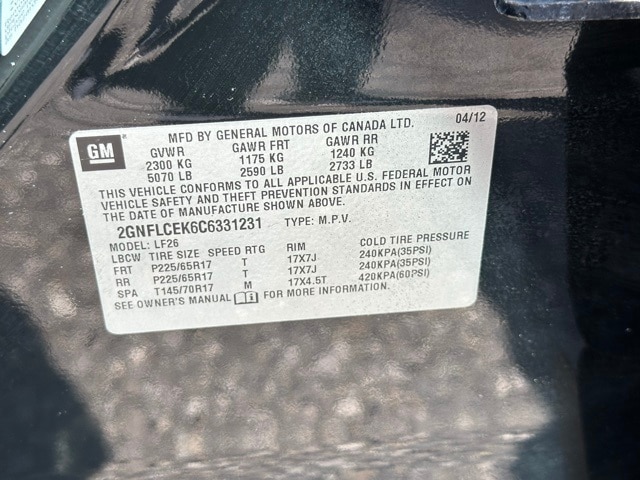 GM
MFD BY GENERAL MOTORS OF CANADA LTD. 04/12
GVWR GAWR FRT GAWR RR
2300 KG 1175 KG 1240 KG
5070 LB 2590 LB 2733 LB
THIS VEHICLE CONFORMS TO ALL APPLICABLE U.S. FEDERAL MOTOR
VEHICLE SAFETY AND THEFT PREVENTION STANDARDS IN EFFECT ON
THE DATE OF MANUFACTURE SHOWN ABOVE.
2GNFLCEK6C6331231 TYPE: M.P.V.
MODEL: LF26
LBCW TIRE SIZE SPEED RTG RIM COLD TIRE PRESSURE
FRT P225/65R17 T 17X7J 240KPA(35PSI)
RR P225/65R17 T 17X7J 240KPA(35PSI)
SPA T145/70R17 M 17X4.5T 420KPA(60PSI)
SEE OWNER'S MANUAL FOR MORE INFORMATION.